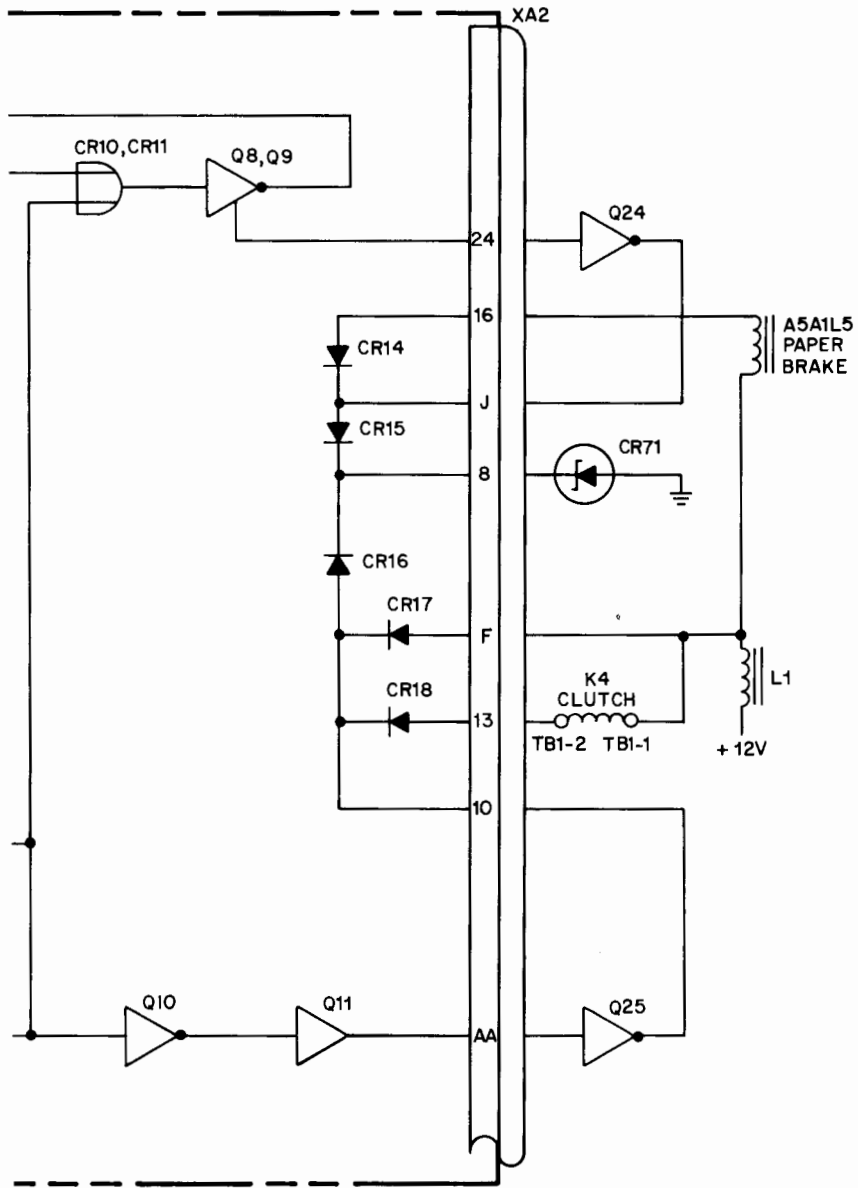 XA2
CR10,CR11
Q8,Q9
Q24
24
16
A5A1L5
PAPER
BRAKE
CR14
J
CR15
CR71
8
CR16
CR17
F
K4
CLUTCH
L1
CR18
13
TB1-2 TB1-1
+12V
10
Q10
Q11
Q25
AA